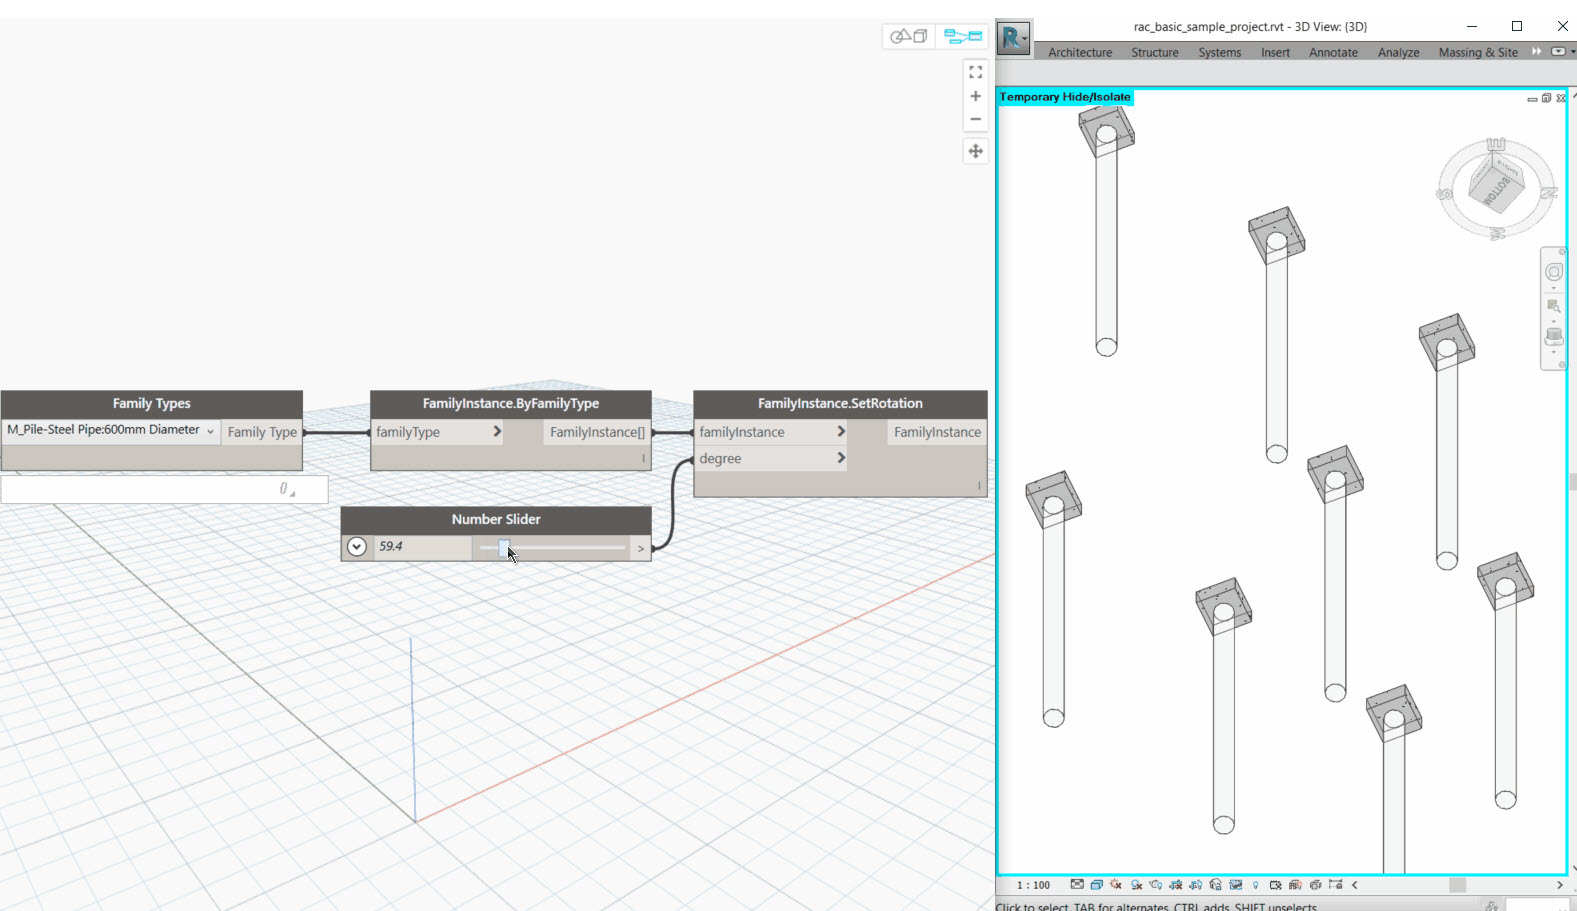 rac_basic_sample_project.rvt - 3D View: {3D}
R
Architecture Structure Systems Insert Annotate Analyze Massing & Site
Temporary Hide/Isolate
E
S
N
BOTTOM
Family Types
M_Pile-Steel Pipe:600mm Diameter
Family Type
FamilyInstance.ByFamilyType
familyType > FamilyInstance[]
FamilyInstance.SetRotation
familyInstance > FamilyInstance
degree >
{}
Number Slider
59.4 >
1 : 100
Click to select, TAB for alternates, CTRL adds, SHIFT unselects.